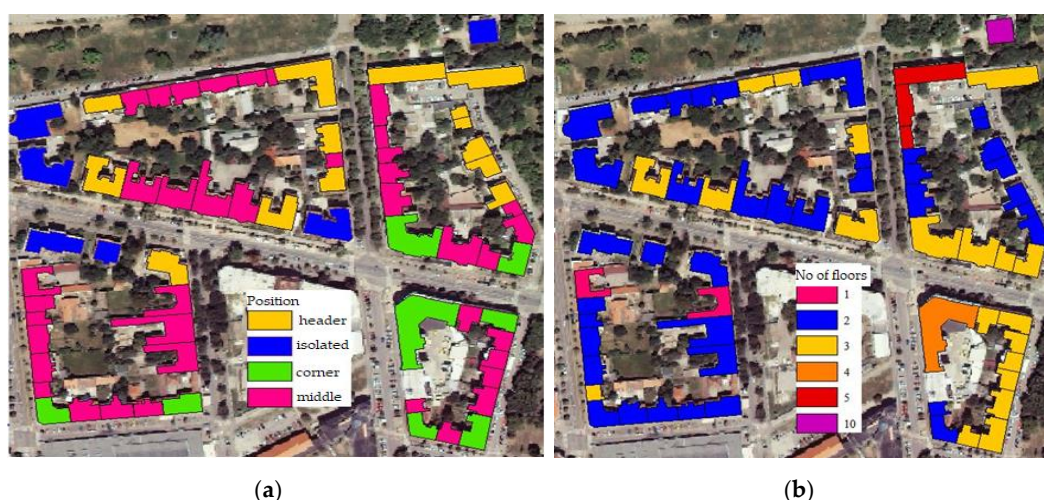 Position
header
isolated
corner
middle
No of floors
1
2
3
4
5
10
(a)
(b)